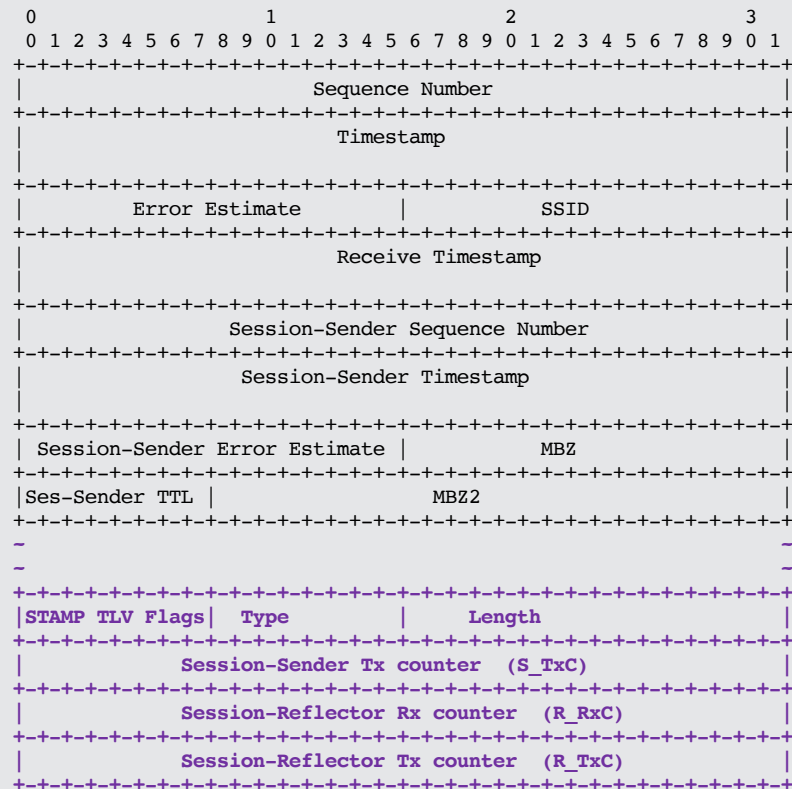 0                   1                   2                   3
 0 1 2 3 4 5 6 7 8 9 0 1 2 3 4 5 6 7 8 9 0 1 2 3 4 5 6 7 8 9 0 1
+-+-+-+-+-+-+-+-+-+-+-+-+-+-+-+-+-+-+-+-+-+-+-+-+-+-+-+-+-+-+-+-+
|                        Sequence Number                        |
+-+-+-+-+-+-+-+-+-+-+-+-+-+-+-+-+-+-+-+-+-+-+-+-+-+-+-+-+-+-+-+-+
|                          Timestamp                            |
|                                                               |
+-+-+-+-+-+-+-+-+-+-+-+-+-+-+-+-+-+-+-+-+-+-+-+-+-+-+-+-+-+-+-+-+
|         Error Estimate        |           SSID                |
+-+-+-+-+-+-+-+-+-+-+-+-+-+-+-+-+-+-+-+-+-+-+-+-+-+-+-+-+-+-+-+-+
|                          Receive Timestamp                    |
|                                                               |
+-+-+-+-+-+-+-+-+-+-+-+-+-+-+-+-+-+-+-+-+-+-+-+-+-+-+-+-+-+-+-+-+
|                 Session-Sender Sequence Number                |
+-+-+-+-+-+-+-+-+-+-+-+-+-+-+-+-+-+-+-+-+-+-+-+-+-+-+-+-+-+-+-+-+
|                  Session-Sender Timestamp                     |
|                                                               |
+-+-+-+-+-+-+-+-+-+-+-+-+-+-+-+-+-+-+-+-+-+-+-+-+-+-+-+-+-+-+-+-+
| Session-Sender Error Estimate |           MBZ                 |
+-+-+-+-+-+-+-+-+-+-+-+-+-+-+-+-+-+-+-+-+-+-+-+-+-+-+-+-+-+-+-+-+
|Ses-Sender TTL |                  MBZ2                         |
+-+-+-+-+-+-+-+-+-+-+-+-+-+-+-+-+-+-+-+-+-+-+-+-+-+-+-+-+-+-+-+-+
~                                                               ~
~                                                               ~
+-+-+-+-+-+-+-+-+-+-+-+-+-+-+-+-+-+-+-+-+-+-+-+-+-+-+-+-+-+-+-+-+
|STAMP TLV Flags|  Type         |     Length                    |
+-+-+-+-+-+-+-+-+-+-+-+-+-+-+-+-+-+-+-+-+-+-+-+-+-+-+-+-+-+-+-+-+
|             Session-Sender Tx counter  (S_TxC)                |
+-+-+-+-+-+-+-+-+-+-+-+-+-+-+-+-+-+-+-+-+-+-+-+-+-+-+-+-+-+-+-+-+
|             Session-Reflector Rx counter  (R_RxC)             |
+-+-+-+-+-+-+-+-+-+-+-+-+-+-+-+-+-+-+-+-+-+-+-+-+-+-+-+-+-+-+-+-+
|             Session-Reflector Tx counter  (R_TxC)             |
+-+-+-+-+-+-+-+-+-+-+-+-+-+-+-+-+-+-+-+-+-+-+-+-+-+-+-+-+-+-+-+-+